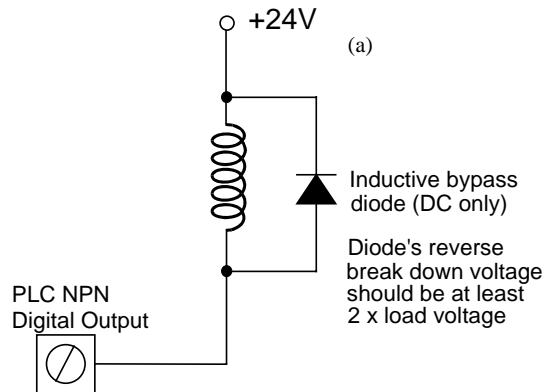 +24V
(a)
Inductive bypass
diode (DC only)
Diode's reverse
break down voltage
should be at least
2 x load voltage
PLC NPN
Digital Output